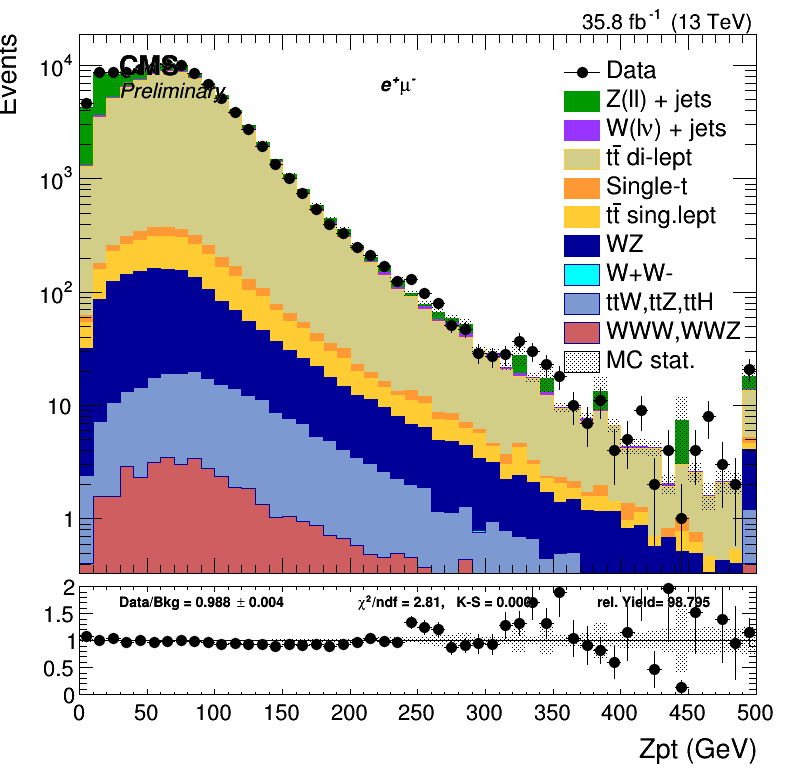 35.8 fb⁻¹ (13 TeV)
Events
CMS
Preliminary
e⁺μ⁻
Data
Z(ll) + jets
W(lν) + jets
tt̄ di-lept
Single-t
tt̄ sing.lept
WZ
W+W-
ttW,ttZ,ttH
WWW,WWZ
MC stat.
10⁴
10³
10²
10
1
Data/Bkg = 0.988 ± 0.004
χ²/ndf = 2.81, K-S = 0.000
rel. Yield= 98.795
2
1.5
1
0.5
0
0 50 100 150 200 250 300 350 400 450 500
Zpt (GeV)